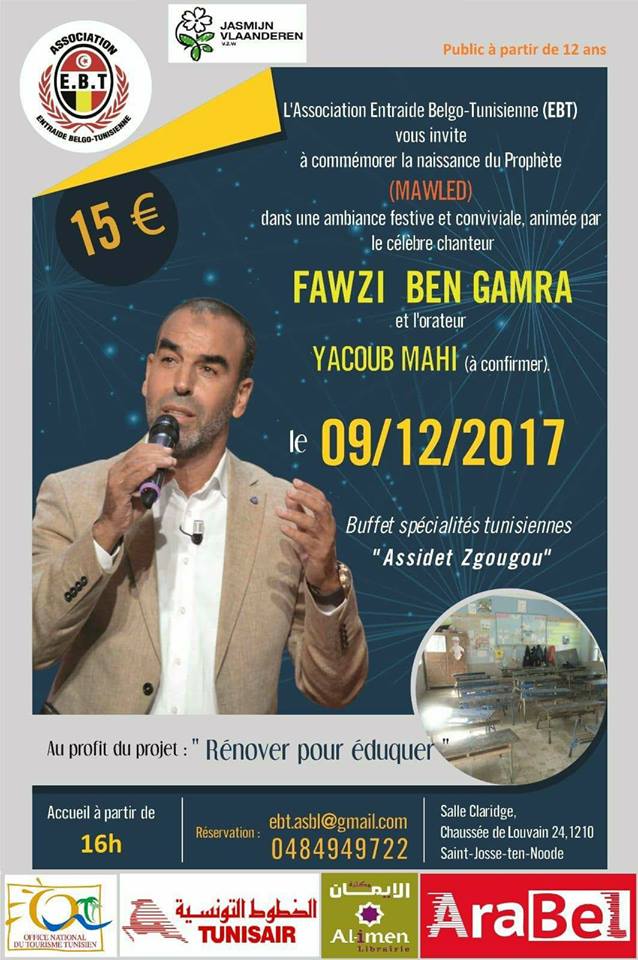 ASSOCIATION
E.B.T
ENTRAIDE BELGO-TUNISIENNE
JASMIJN
VLAANDEREN
V.Z.W
Public à partir de 12 ans
L'Association Entraide Belgo-Tunisienne (EBT)
vous invite
à commémorer la naissance du Prophète
(MAWLED)
dans une ambiance festive et conviviale, animée par
le célèbre chanteur
15 €
FAWZI BEN GAMRA
et l'orateur
YACOUB MAHI (à confirmer).
le 09/12/2017
Buffet spécialités tunisiennes
"Assidet Zgougou"
Au profit du projet : " Rénover pour éduquer "
Accueil à partir de
16h
Réservation :
ebt.asbl@gmail.com
0484949722
Salle Claridge,
Chaussée de Louvain 24,1210
Saint-Josse-ten-Noode
OFFICE NATIONAL
DU TOURISME TUNISIEN
الخطوط التونسية
TUNISAIR
مكتبة
الايمان
Al-imen
Librairie
AraBel